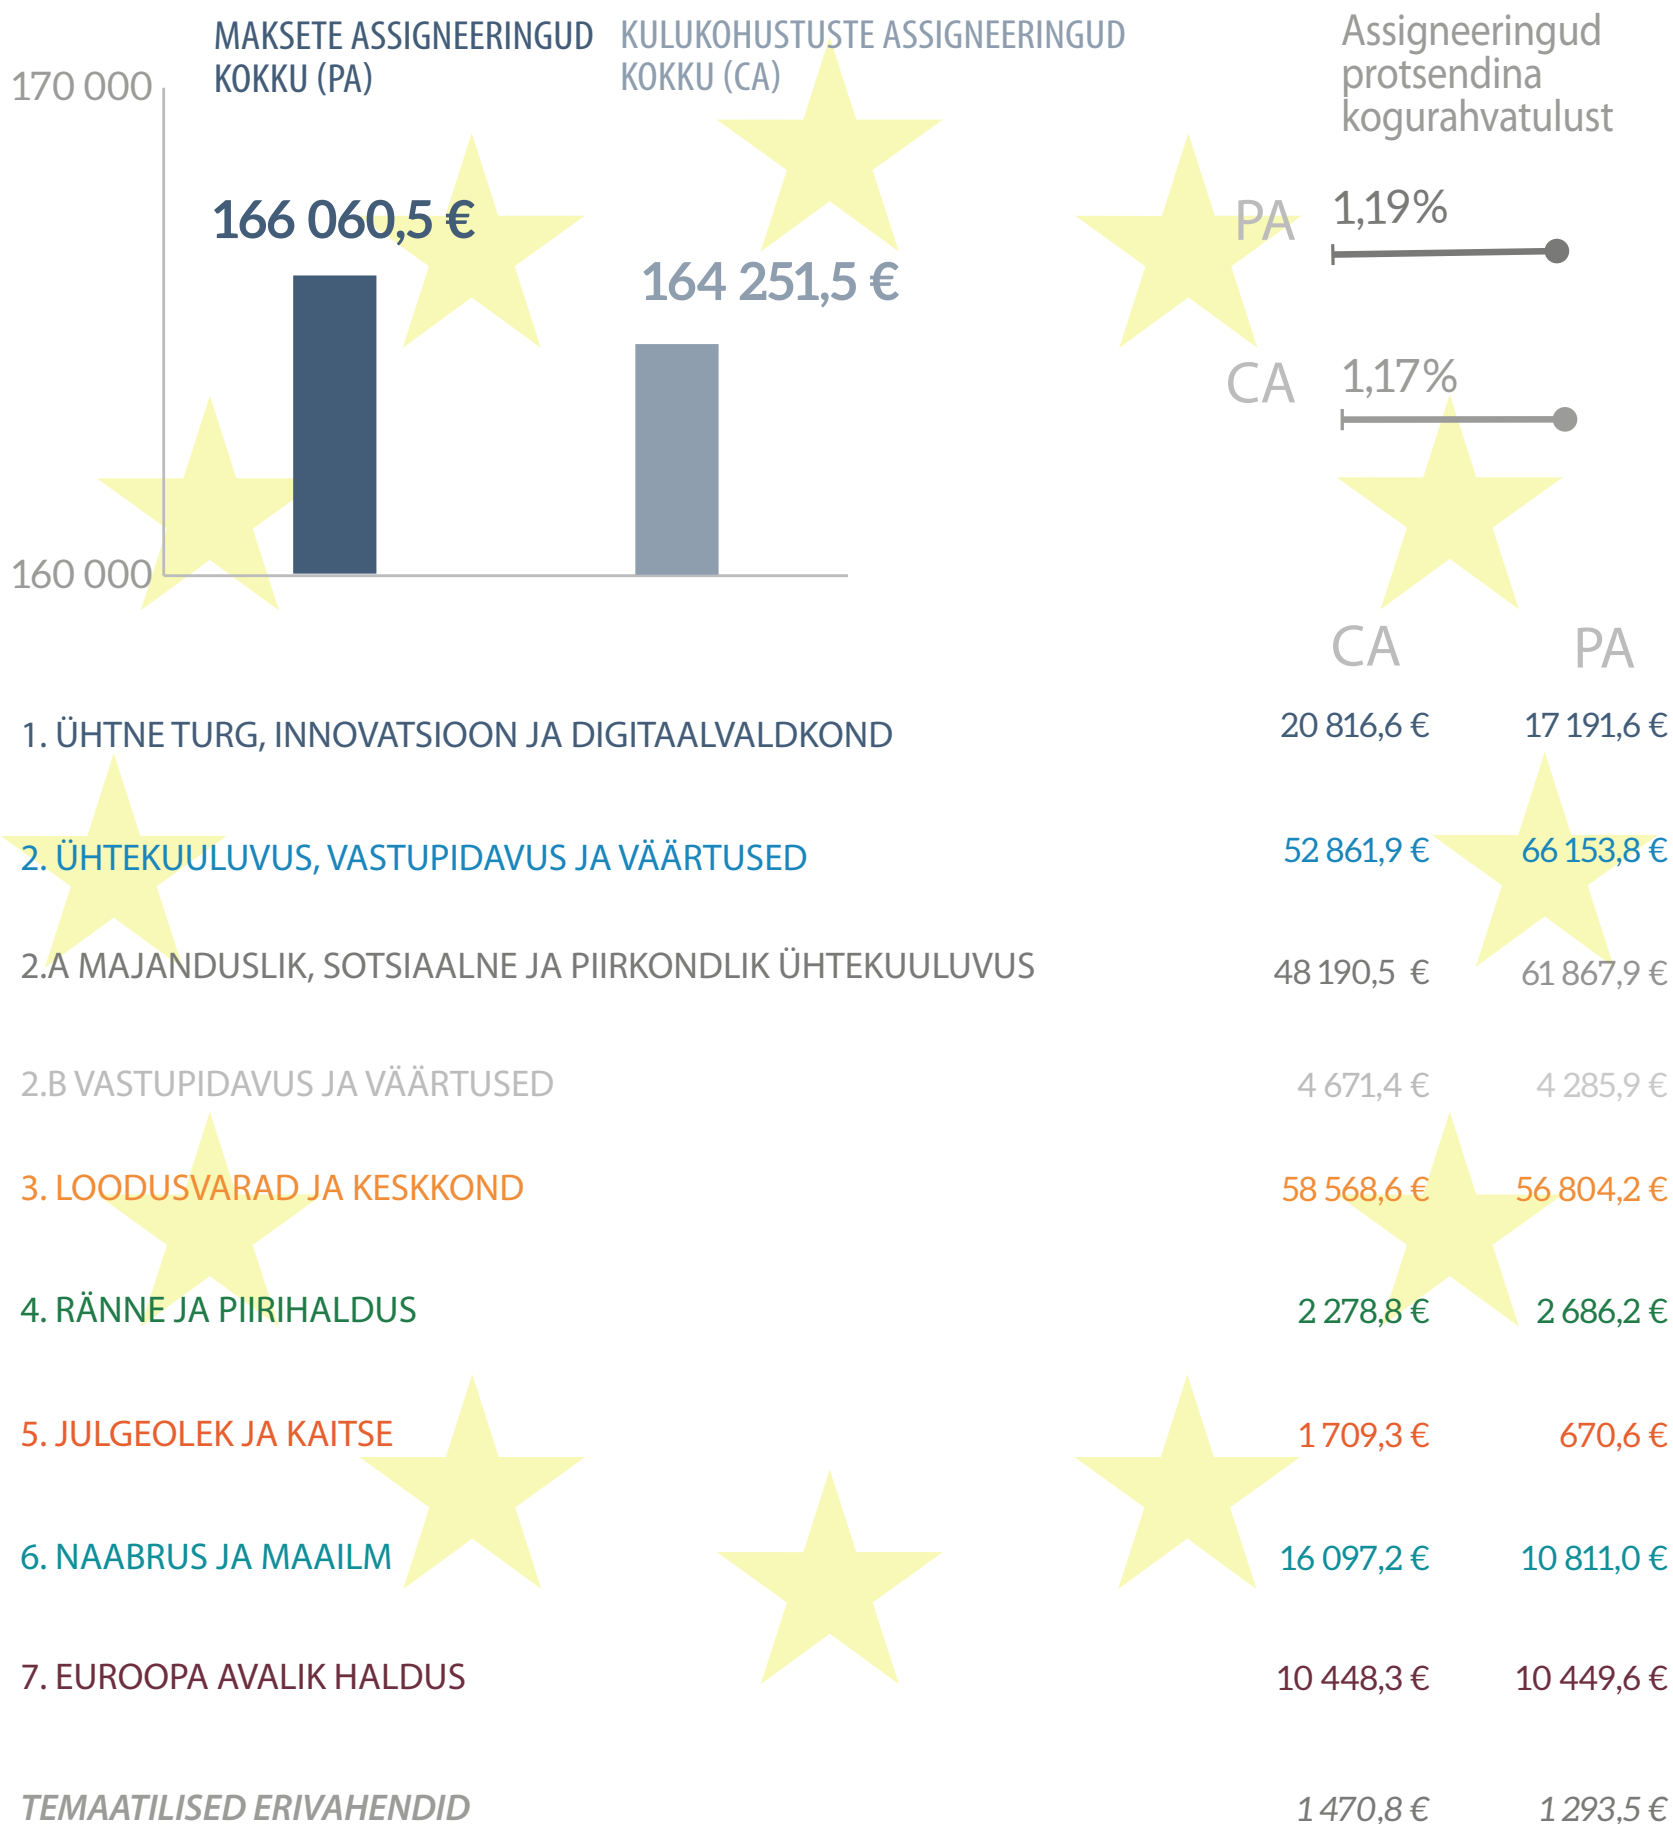 MAKSETE ASSIGNEERINGUD
KOKKU (PA)
KULUKOHUSTUSTE ASSIGNEERINGUD
KOKKU (CA)
Assigneeringud
protsendina
kogurahvatulust
170 000
166 060,5 €
164 251,5 €
160 000
PA 1,19%
CA 1,17%
CA PA
1. ÜHTNE TURG, INNOVATSIOON JA DIGITAALVALDKOND 20 816,6 € 17 191,6 €
2. ÜHTEKUULUVUS, VASTUPIDAVUS JA VÄÄRTUSED 52 861,9 € 66 153,8 €
2.A MAJANDUSLIK, SOTSIAALNE JA PIIRKONDLIK ÜHTEKUULUVUS 48 190,5 € 61 867,9 €
2.B VASTUPIDAVUS JA VÄÄRTUSED 4 671,4 € 4 285,9 €
3. LOODUSVARAD JA KESKKOND 58 568,6 € 56 804,2 €
4. RÄNNE JA PIIRIHALDUS 2 278,8 € 2 686,2 €
5. JULGEOLEK JA KAITSE 1 709,3 € 670,6 €
6. NAABRUS JA MAAILM 16 097,2 € 10 811,0 €
7. EUROOPA AVALIK HALDUS 10 448,3 € 10 449,6 €
TEMAATILISED ERIVAHENDID 1 470,8 € 1 293,5 €